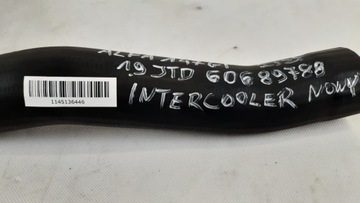 ALFA
1.9 JTD 60689788
INTERCOOLER NOWY
1145136446